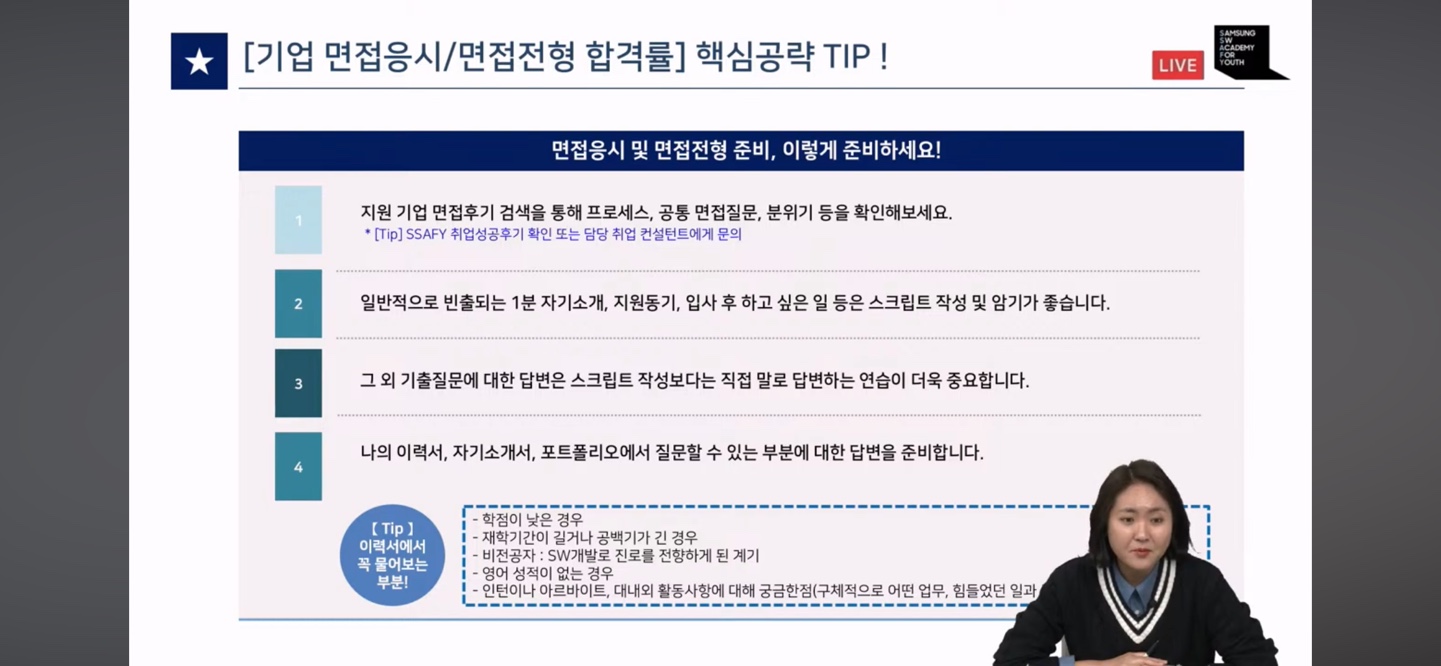 [기업 면접응시/면접전형 합격률] 핵심공략 TIP !
LIVE
SAMSUNG
SW
ACADEMY
FOR
YOUTH
면접응시 및 면접전형 준비, 이렇게 준비하세요!
1
지원 기업 면접후기 검색을 통해 프로세스, 공통 면접질문, 분위기 등을 확인해보세요.
* [Tip] SSAFY 취업성공후기 확인 또는 담당 취업 컨설턴트에게 문의
2
일반적으로 빈출되는 1분 자기소개, 지원동기, 입사 후 하고 싶은 일 등은 스크립트 작성 및 암기가 좋습니다.
3
그 외 기출질문에 대한 답변은 스크립트 작성보다는 직접 말로 답변하는 연습이 더욱 중요합니다.
4
나의 이력서, 자기소개서, 포트폴리오에서 질문할 수 있는 부분에 대한 답변을 준비합니다.
【 Tip 】
이력서에서
꼭 물어보는
부분!
- 학점이 낮은 경우
- 재학기간이 길거나 공백기가 긴 경우
- 비전공자 : SW개발로 진로를 전향하게 된 계기
- 영어 성적이 없는 경우
- 인턴이나 아르바이트, 대내외 활동사항에 대해 궁금한점(구체적으로 어떤 업무, 힘들었던 일과